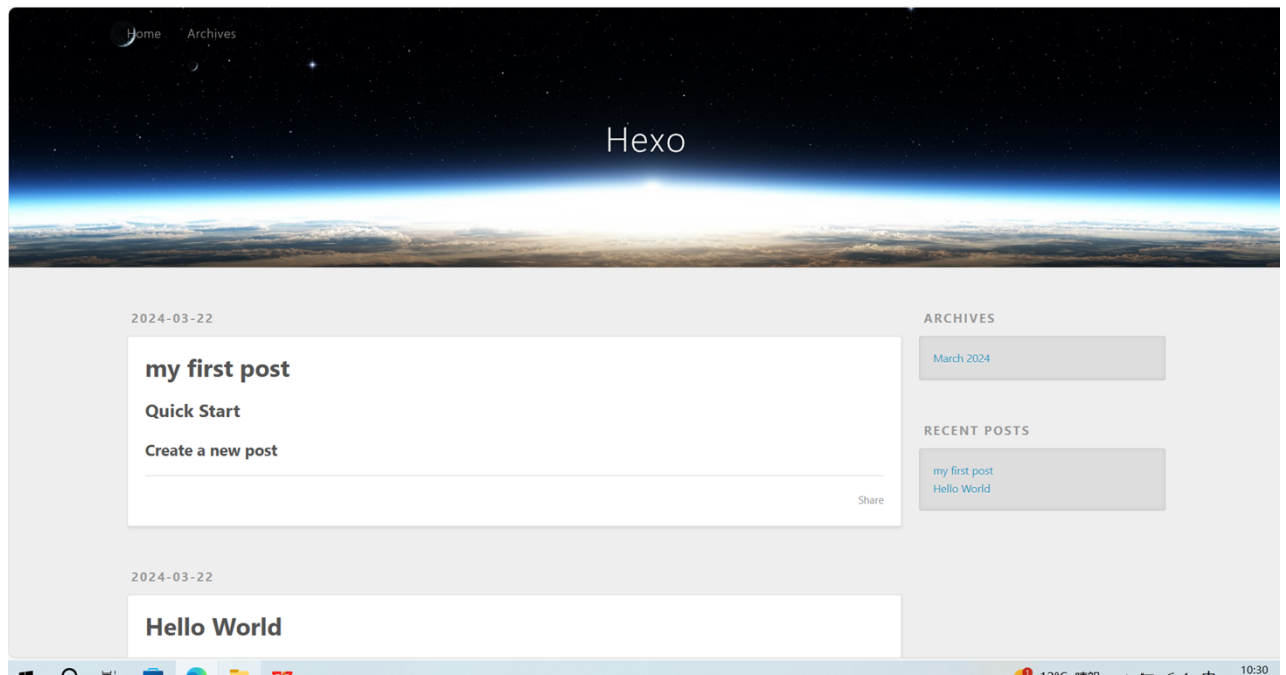 Home Archives
Hexo
2024-03-22
my first post
Quick Start
Create a new post
Share
2024-03-22
Hello World
ARCHIVES
March 2024
RECENT POSTS
my first post
Hello World
10:30